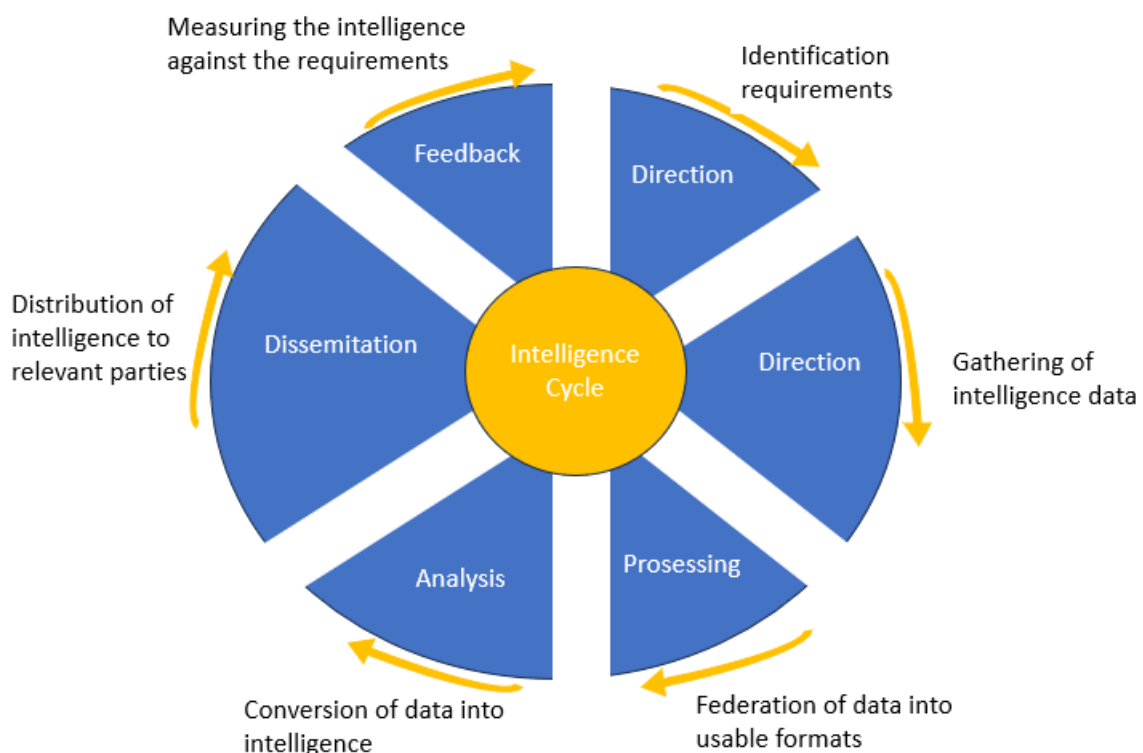 Measuring the intelligence
against the requirements
Identification
requirements
Feedback
Direction
Distribution of
intelligence to
relevant parties
Dissemitation
Intelligence
Cycle
Direction
Gathering of
intelligence data
Analysis
Prosessing
Conversion of data into
intelligence
Federation of data into
usable formats